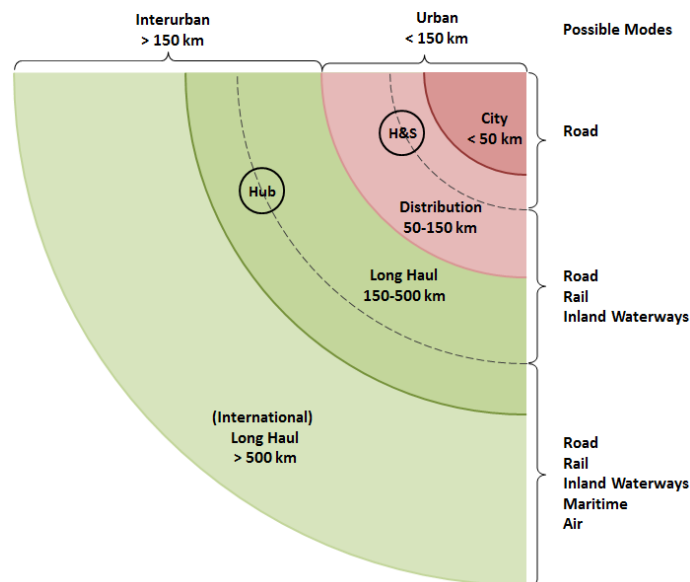 Interurban
> 150 km
Urban
< 150 km
Possible Modes
City
< 50 km
H&S
Road
Hub
Distribution
50-150 km
Long Haul
150-500 km
Road
Rail
Inland Waterways
(International)
Long Haul
> 500 km
Road
Rail
Inland Waterways
Maritime
Air